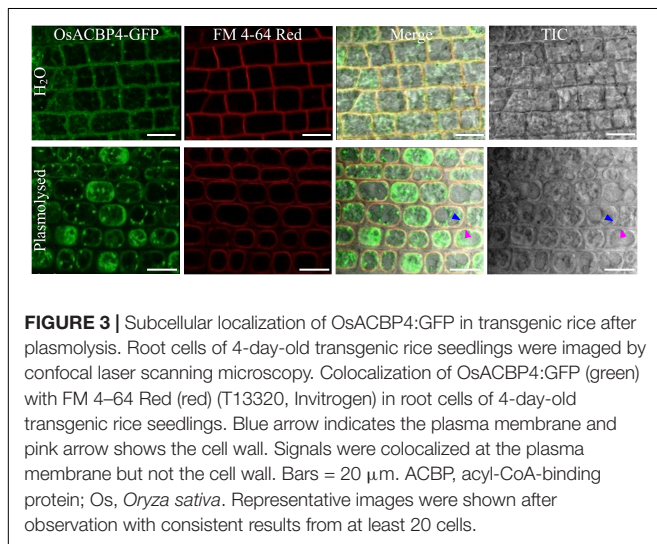 OsACBP4-GFP FM 4-64 Red Merge TIC
H₂O
Plasmolysed
FIGURE 3 | Subcellular localization of OsACBP4:GFP in transgenic rice after
plasmolysis. Root cells of 4-day-old transgenic rice seedlings were imaged by
confocal laser scanning microscopy. Colocalization of OsACBP4:GFP (green)
with FM 4–64 Red (red) (T13320, Invitrogen) in root cells of 4-day-old
transgenic rice seedlings. Blue arrow indicates the plasma membrane and
pink arrow shows the cell wall. Signals were colocalized at the plasma
membrane but not the cell wall. Bars = 20 μm. ACBP, acyl-CoA-binding
protein; Os, Oryza sativa. Representative images were shown after
observation with consistent results from at least 20 cells.